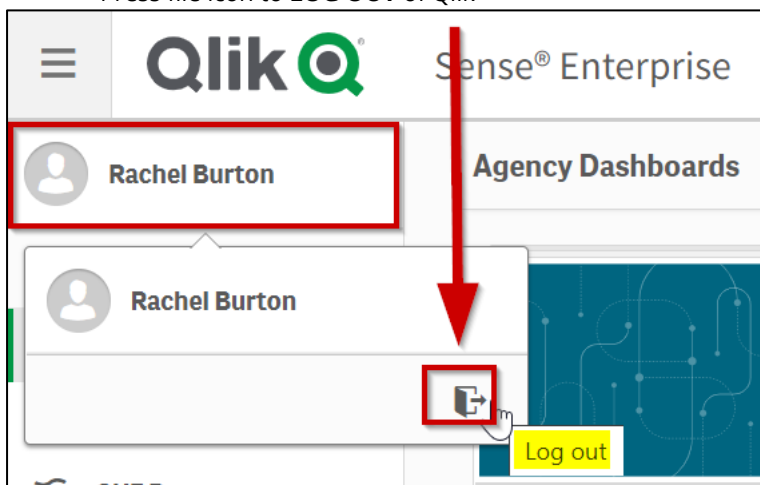 Qlik Sense® Enterprise
Rachel Burton
Agency Dashboards
Rachel Burton
Log out